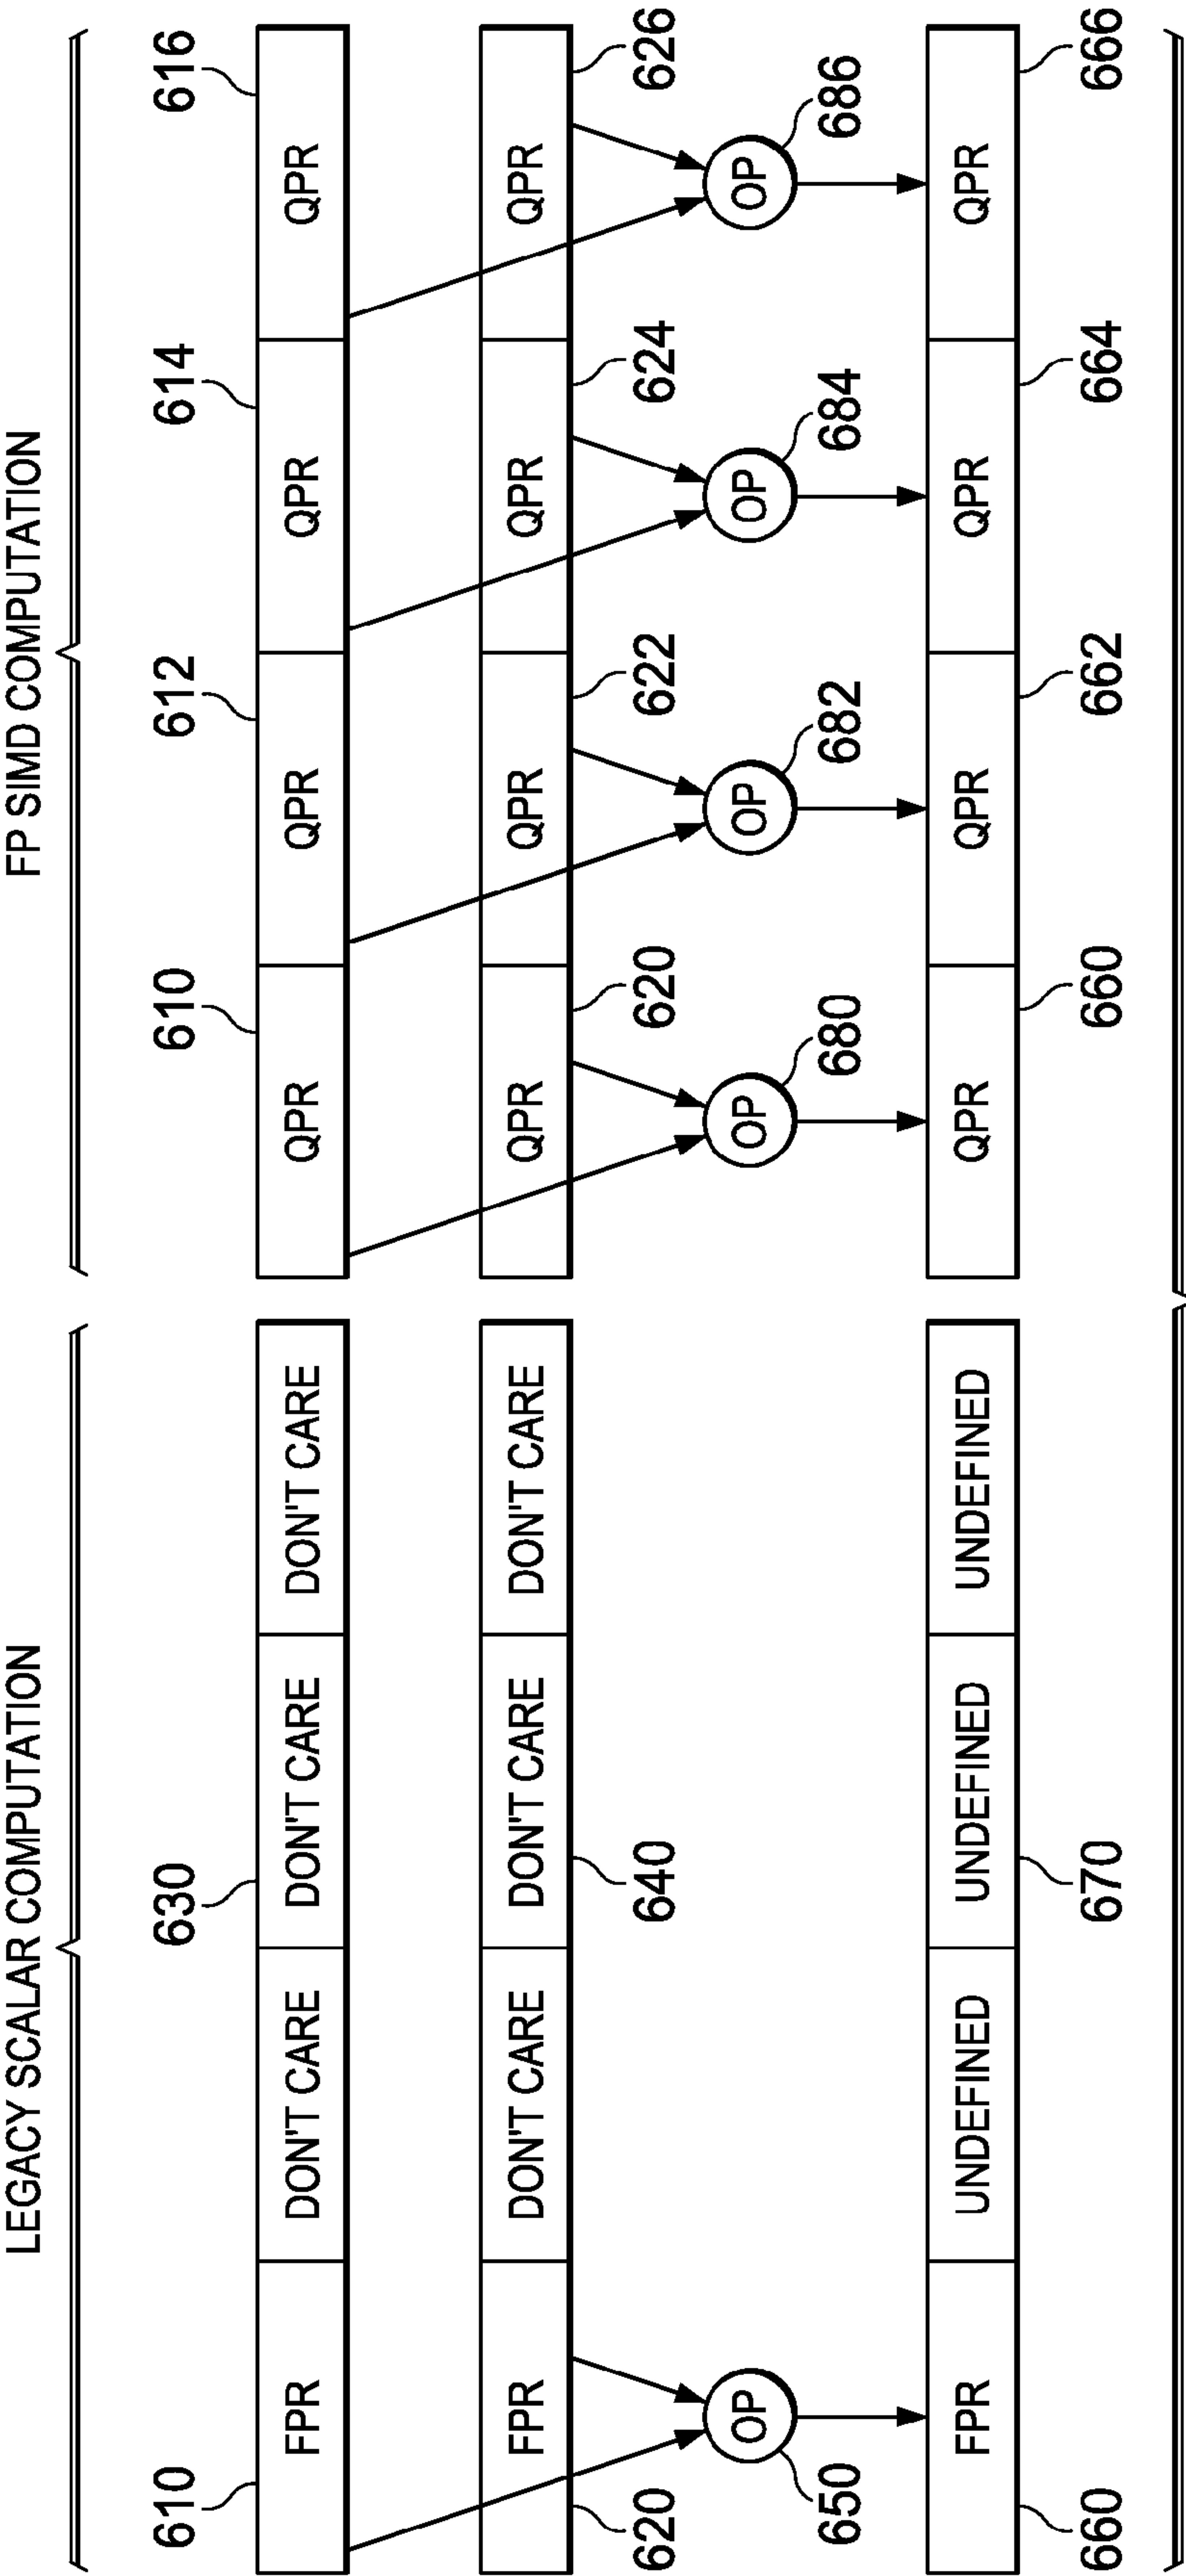 LEGACY SCALAR COMPUTATION
FP SIMD COMPUTATION
610
630
610
612
614
616
FPR
DON'T CARE
DON'T CARE
DON'T CARE
QPR
QPR
QPR
QPR
FPR
DON'T CARE
DON'T CARE
DON'T CARE
QPR
QPR
QPR
QPR
620
640
620
622
624
626
OP
OP
OP
OP
OP
650
680
682
684
686
FPR
UNDEFINED
UNDEFINED
UNDEFINED
QPR
QPR
QPR
QPR
660
670
660
662
664
666